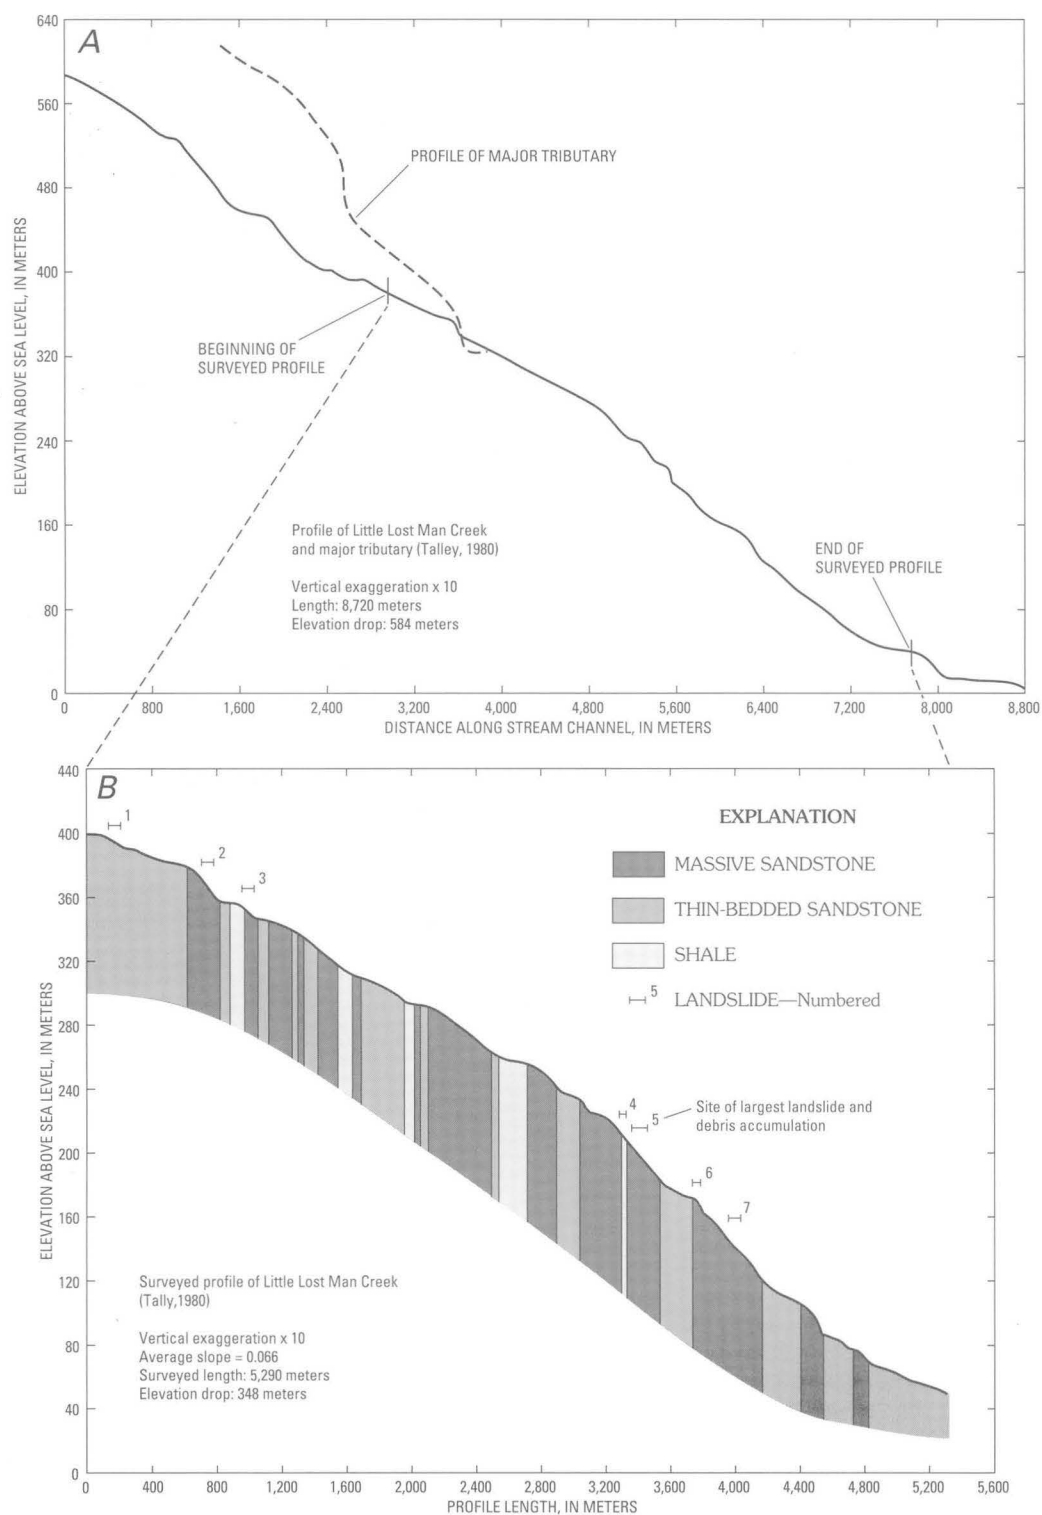 A
640
560
480
400
320
240
160
80
0
ELEVATION ABOVE SEA LEVEL, IN METERS
PROFILE OF MAJOR TRIBUTARY
BEGINNING OF
SURVEYED PROFILE
Profile of Little Lost Man Creek
and major tributary (Talley, 1980)
Vertical exaggeration x 10
Length: 8,720 meters
Elevation drop: 584 meters
END OF
SURVEYED PROFILE
0 800 1,600 2,400 3,200 4,000 4,800 5,600 6,400 7,200 8,000 8,800
DISTANCE ALONG STREAM CHANNEL, IN METERS
B
440
400
360
320
280
240
200
160
120
80
40
0
ELEVATION ABOVE SEA LEVEL, IN METERS
1
2
3
EXPLANATION
MASSIVE SANDSTONE
THIN-BEDDED SANDSTONE
SHALE
5 LANDSLIDE—Numbered
4
5
Site of largest landslide and
debris accumulation
6
7
Surveyed profile of Little Lost Man Creek
(Tally,1980)
Vertical exaggeration x 10
Average slope = 0.066
Surveyed length: 5,290 meters
Elevation drop: 348 meters
0 400 800 1,200 1,600 2,000 2,400 2,800 3,200 3,600 4,000 4,400 4,800 5,200 5,600
PROFILE LENGTH, IN METERS